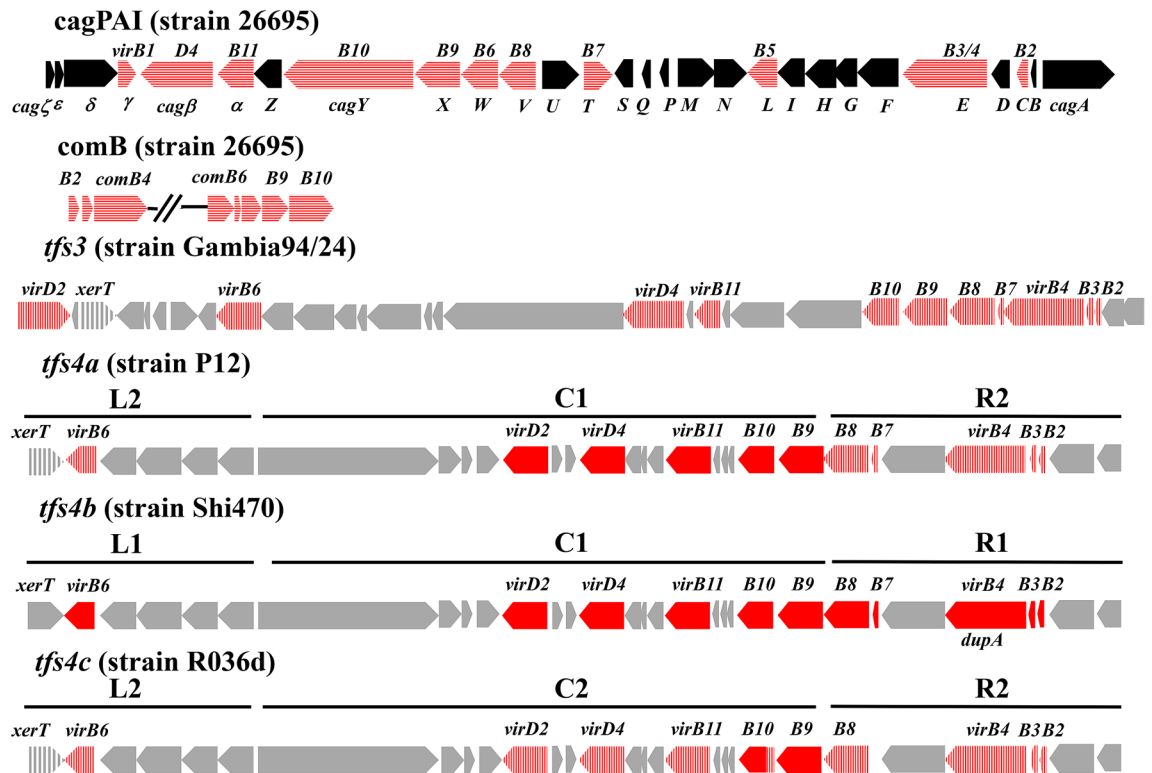 cagPAI (strain 26695)
virB1 D4 B11 B10 B9 B6 B8 B7 B5 B3/4 B2
cagζ ε δ γ cagβ α Z cagY X W V U T S Q P M N L I H G F E D C B cagA
comB (strain 26695)
B2 comB4 comB6 B9 B10
tfs3 (strain Gambia94/24)
virD2 xerT virB6 virD4 virB11 B10 B9 B8 B7 virB4 B3 B2
tfs4a (strain P12)
L2 C1 R2
xerT virB6 virD2 virD4 virB11 B10 B9 B8 B7 virB4 B3 B2
tfs4b (strain Shi470)
L1 C1 R1
xerT virB6 virD2 virD4 virB11 B10 B9 B8 B7 virB4 B3 B2
dupA
tfs4c (strain R036d)
L2 C2 R2
xerT virB6 virD2 virD4 virB11 B10 B9 B8 virB4 B3 B2